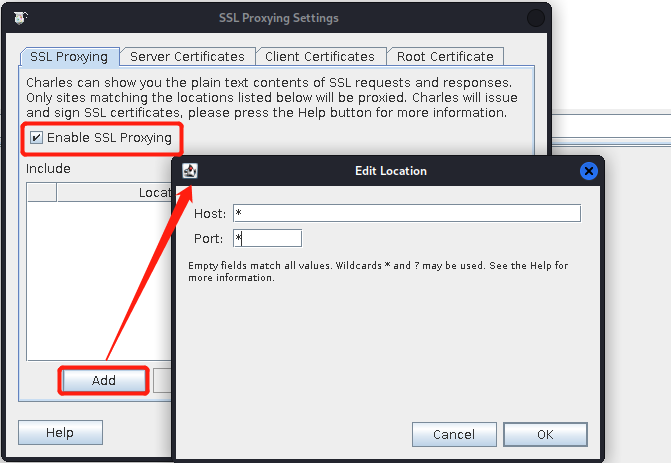 SSL Proxying Settings
SSL Proxying
Server Certificates
Client Certificates
Root Certificate
Charles can show you the plain text contents of SSL requests and responses.
Only sites matching the locations listed below will be proxied. Charles will issue
and sign SSL certificates, please press the Help button for more information.
Enable SSL Proxying
Include
Locat
Add
Help
Edit Location
Host: *
Port: *
Empty fields match all values. Wildcards * and ? may be used. See the Help for
more information.
Cancel
OK